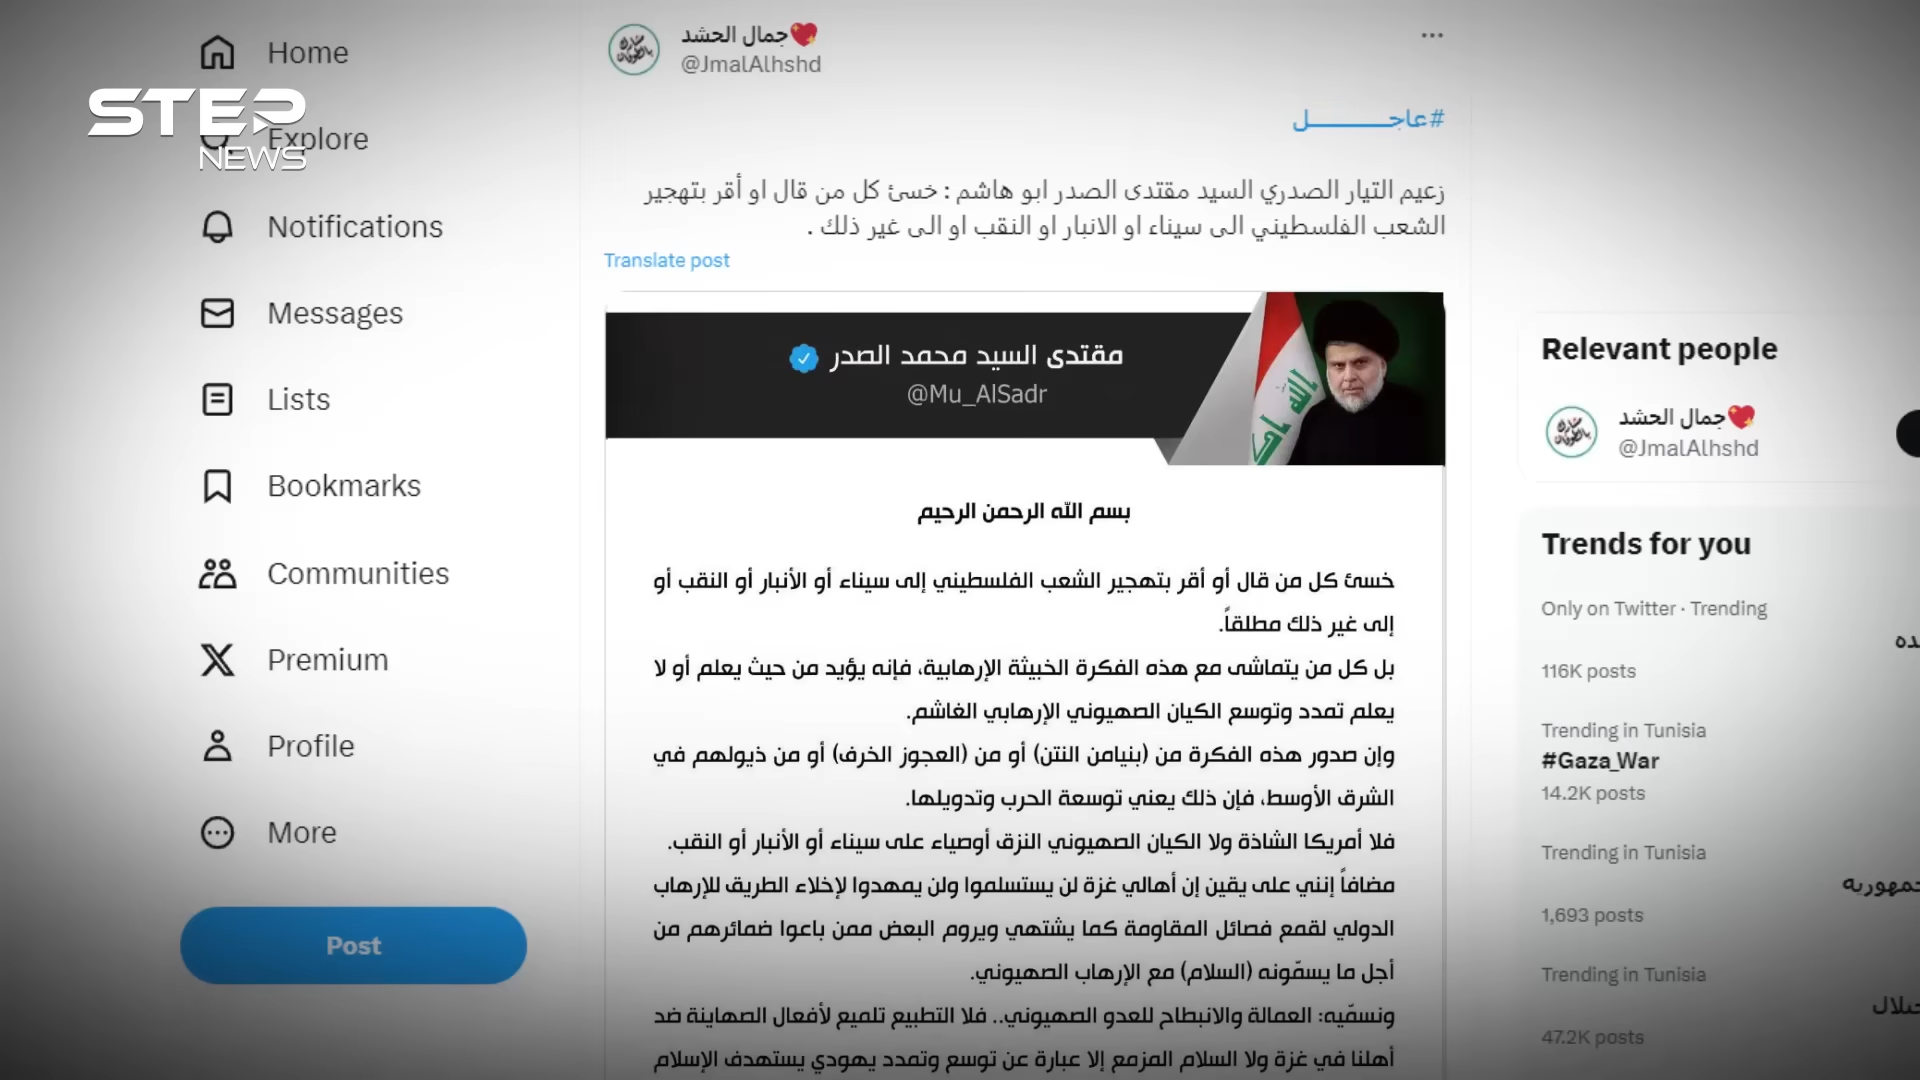 STEP
NEWS
Home
Explore
Notifications
Messages
Lists
Bookmarks
Communities
Premium
Profile
More
Post
جمال الحشد
@JmalAlhshd
#عاجـــــــــل
زعيم التيار الصدري السيد مقتدى الصدر ابو هاشم : خسئ كل من قال او أقر بتهجير
الشعب الفلسطيني الى سيناء او الانبار او النقب او الى غير ذلك .
Translate post
مقتدى السيد محمد الصدر
@Mu_AlSadr
الله أكبر
بسم الله الرحمن الرحيم
خسئ كل من قال أو أقر بتهجير الشعب الفلسطيني إلى سيناء أو الأنبار أو النقب أو
إلى غير ذلك مطلقاً.
بل كل من يتماشى مع هذه الفكرة الخبيثة الإرهابية، فإنه يؤيد من حيث يعلم أو لا
يعلم تمدد وتوسع الكيان الصهيوني الإرهابي الغاشم.
وإن صدور هذه الفكرة من (بنيامن النتن) أو من (العجوز الخرف) أو من ذيولهم في
الشرق الأوسط، فإن ذلك يعني توسعة الحرب وتدويلها.
فلا أمريكا الشاذة ولا الكيان الصهيوني النزق أوصياء على سيناء أو الأنبار أو النقب.
مضافاً إنني على يقين إن أهالي غزة لن يستسلموا ولن يمهدوا لإخلاء الطريق للإرهاب
الدولي لقمع فصائل المقاومة كما يشتهي ويروم البعض ممن باعوا ضمائرهم من
أجل ما يسمّونه (السلام) مع الإرهاب الصهيوني.
ونسمّيه: العمالة والانبطاح للعدو الصهيوني.. فلا التطبيع تلميع لأفعال الصهاينة ضد
أهلنا في غزة ولا السلام المزمع إلا عبارة عن توسع وتمدد يهودي يستهدف الإسلام
Relevant people
جمال الحشد
@JmalAlhshd
Trends for you
Only on Twitter · Trending
116K posts
Trending in Tunisia
#Gaza_War
14.2K posts
Trending in Tunisia
1,693 posts
Trending in Tunisia
47.2K posts